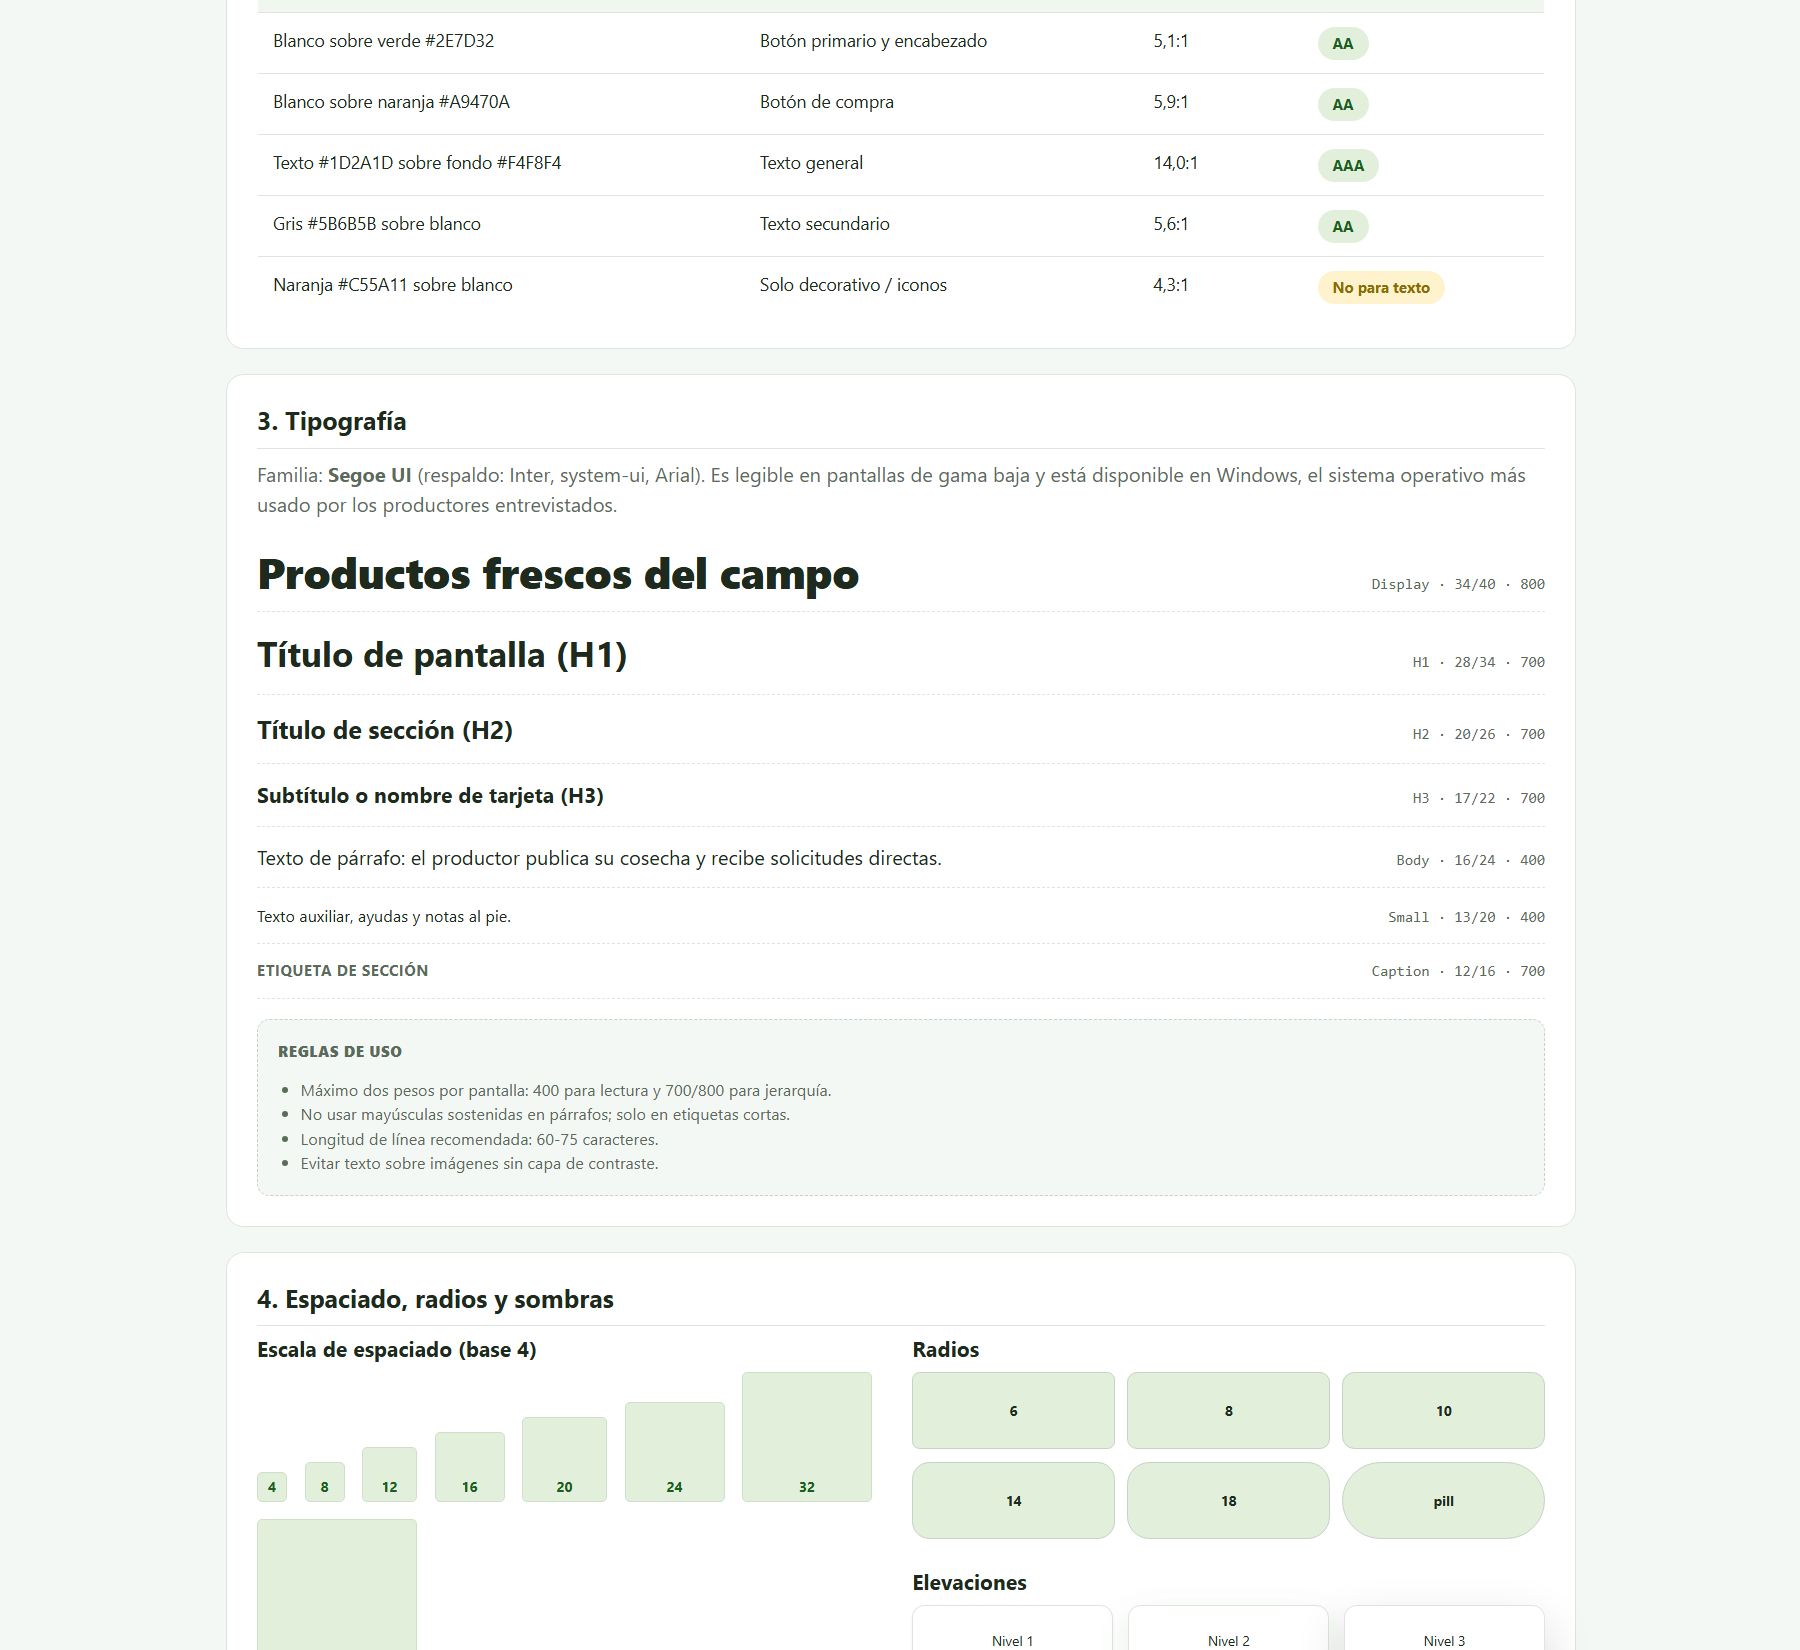 Blanco sobre verde #2E7D32 Botón primario y encabezado 5,1:1 AA
Blanco sobre naranja #A9470A Botón de compra 5,9:1 AA
Texto #1D2A1D sobre fondo #F4F8F4 Texto general 14,0:1 AAA
Gris #5B6B5B sobre blanco Texto secundario 5,6:1 AA
Naranja #C55A11 sobre blanco Solo decorativo / iconos 4,3:1 No para texto
3. Tipografía
Familia: Segoe UI (respaldo: Inter, system-ui, Arial). Es legible en pantallas de gama baja y está disponible en Windows, el sistema operativo más
usado por los productores entrevistados.
Productos frescos del campo Display · 34/40 · 800
Título de pantalla (H1) H1 · 28/34 · 700
Título de sección (H2) H2 · 20/26 · 700
Subtítulo o nombre de tarjeta (H3) H3 · 17/22 · 700
Texto de párrafo: el productor publica su cosecha y recibe solicitudes directas. Body · 16/24 · 400
Texto auxiliar, ayudas y notas al pie. Small · 13/20 · 400
ETIQUETA DE SECCIÓN Caption · 12/16 · 700
REGLAS DE USO
• Máximo dos pesos por pantalla: 400 para lectura y 700/800 para jerarquía.
• No usar mayúsculas sostenidas en párrafos; solo en etiquetas cortas.
• Longitud de línea recomendada: 60-75 caracteres.
• Evitar texto sobre imágenes sin capa de contraste.
4. Espaciado, radios y sombras
Escala de espaciado (base 4)
4 8 12 16 20 24 32
Radios
6 8 10
14 18 pill
Elevaciones
Nivel 1 Nivel 2 Nivel 3